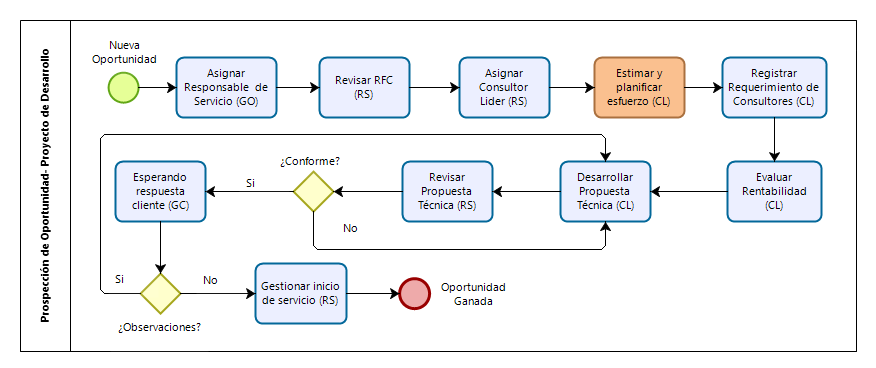 Prospección de Oportunidad- Proyecto de Desarrollo
Nueva
Oportunidad
Asignar
Responsable de
Servicio (GO)
Revisar RFC
(RS)
Asignar
Consultor
Lider (RS)
Estimar y
planificar
esfuerzo (CL)
Registrar
Requerimiento de
Consultores (CL)
Esperando
respuesta
cliente (GC)
Si
¿Conforme?
No
Revisar
Propuesta
Técnica (RS)
Desarrollar
Propuesta
Técnica (CL)
Evaluar
Rentabilidad
(CL)
Si
¿Observaciones?
No
Gestionar inicio
de servicio (RS)
Oportunidad
Ganada